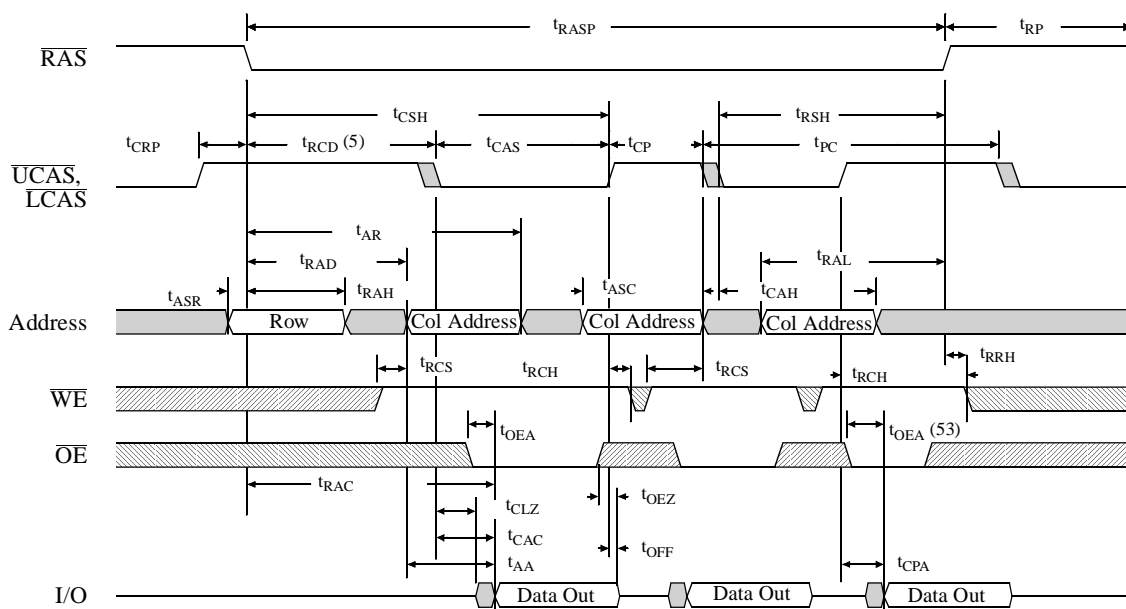 tRASP tRP
RAS
tCSH tRSH
tCRP tRCD (5) tCAS tCP tPC
UCAS,
LCAS
tAR
tRAD tRAL
tASR tRAH tASC tCAH
Address Row Col Address Col Address Col Address
tRCS tRCH tRCS tRCH tRRH
WE
tOEA tOEA (53)
OE
tRAC tCLZ tOEZ
tCAC
tAA tOFF tCPA
I/O Data Out Data Out Data Out